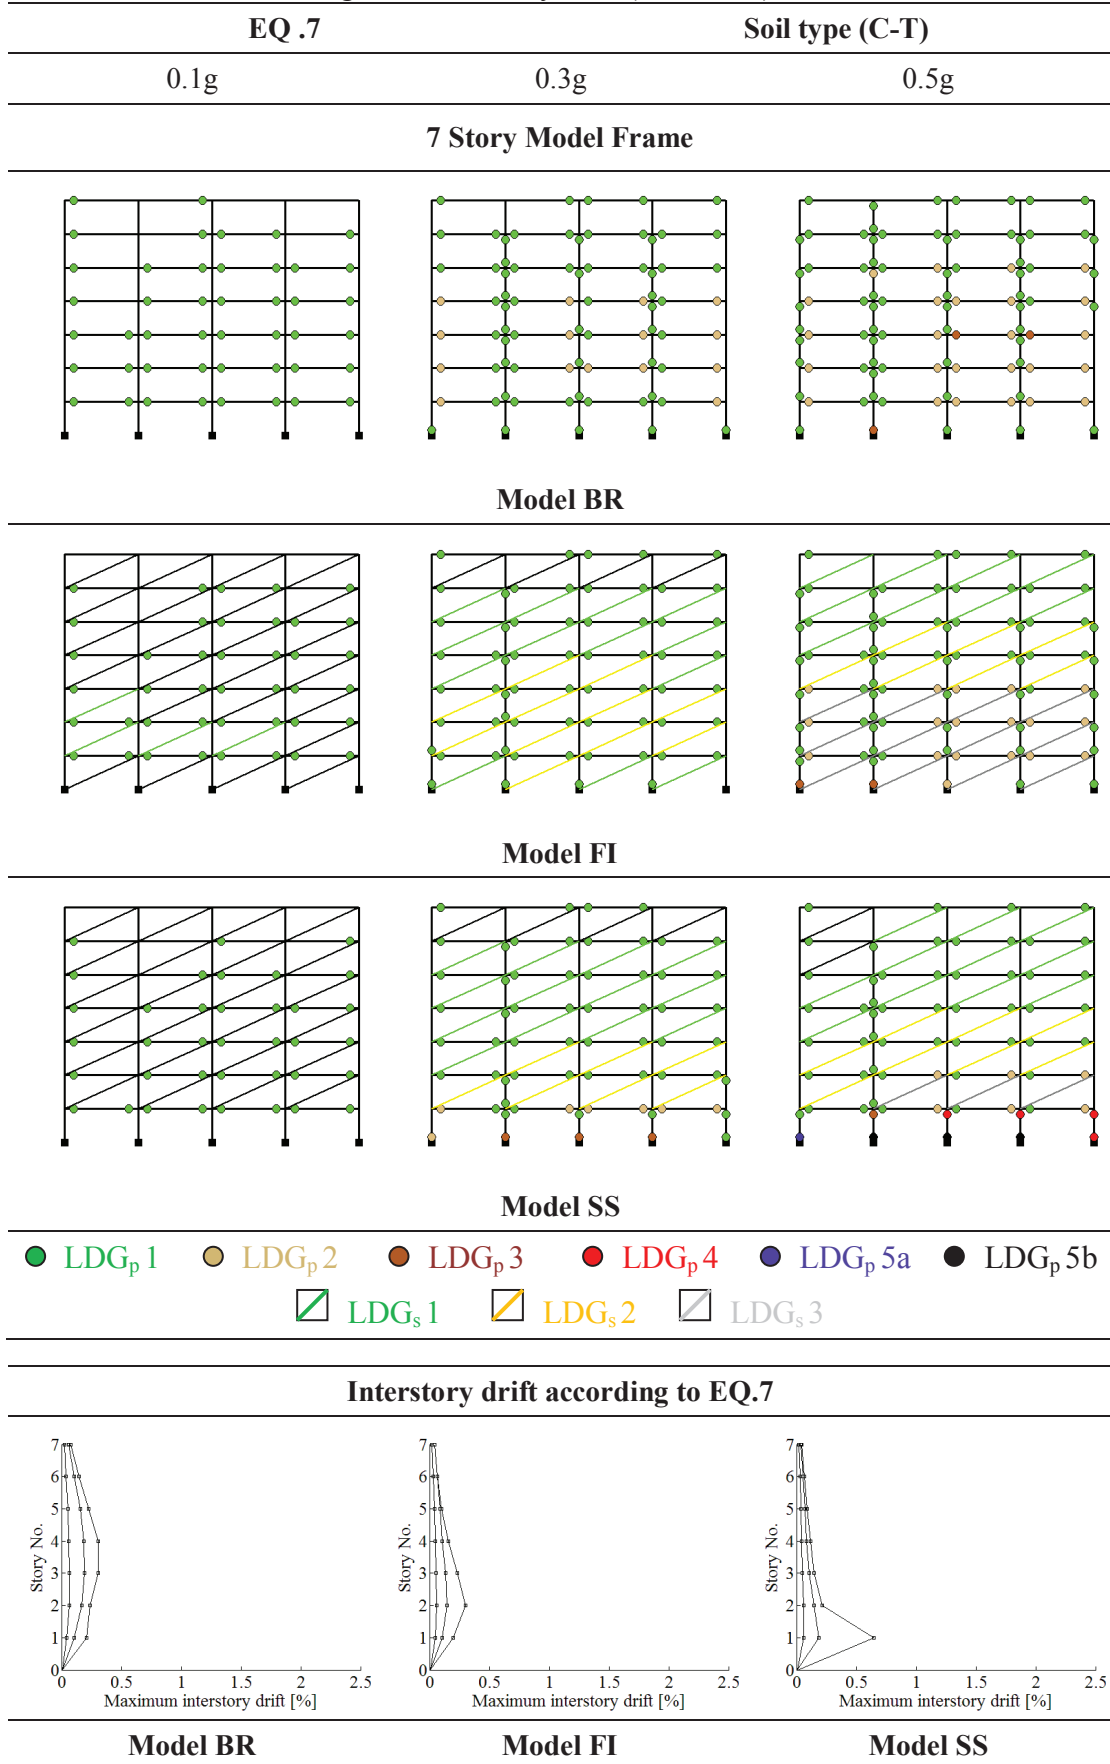 EQ .7 Soil type (C-T)
0.1g 0.3g 0.5g
7 Story Model Frame
Model BR
Model FI
Model SS
LDGp 1 LDGp 2 LDGp 3 LDGp 4 LDGp 5a LDGp 5b
LDGs 1 LDGs 2 LDGs 3
Interstory drift according to EQ.7
7 7 7
6 6 6
5 5 5
4 4 4
3 3 3
2 2 2
1 1 1
0 0 0
Story No. Story No. Story No.
0 0.5 1 1.5 2 2.5 0 0.5 1 1.5 2 2.5 0 0.5 1 1.5 2 2.5
Maximum interstory drift [%] Maximum interstory drift [%] Maximum interstory drift [%]
Model BR Model FI Model SS